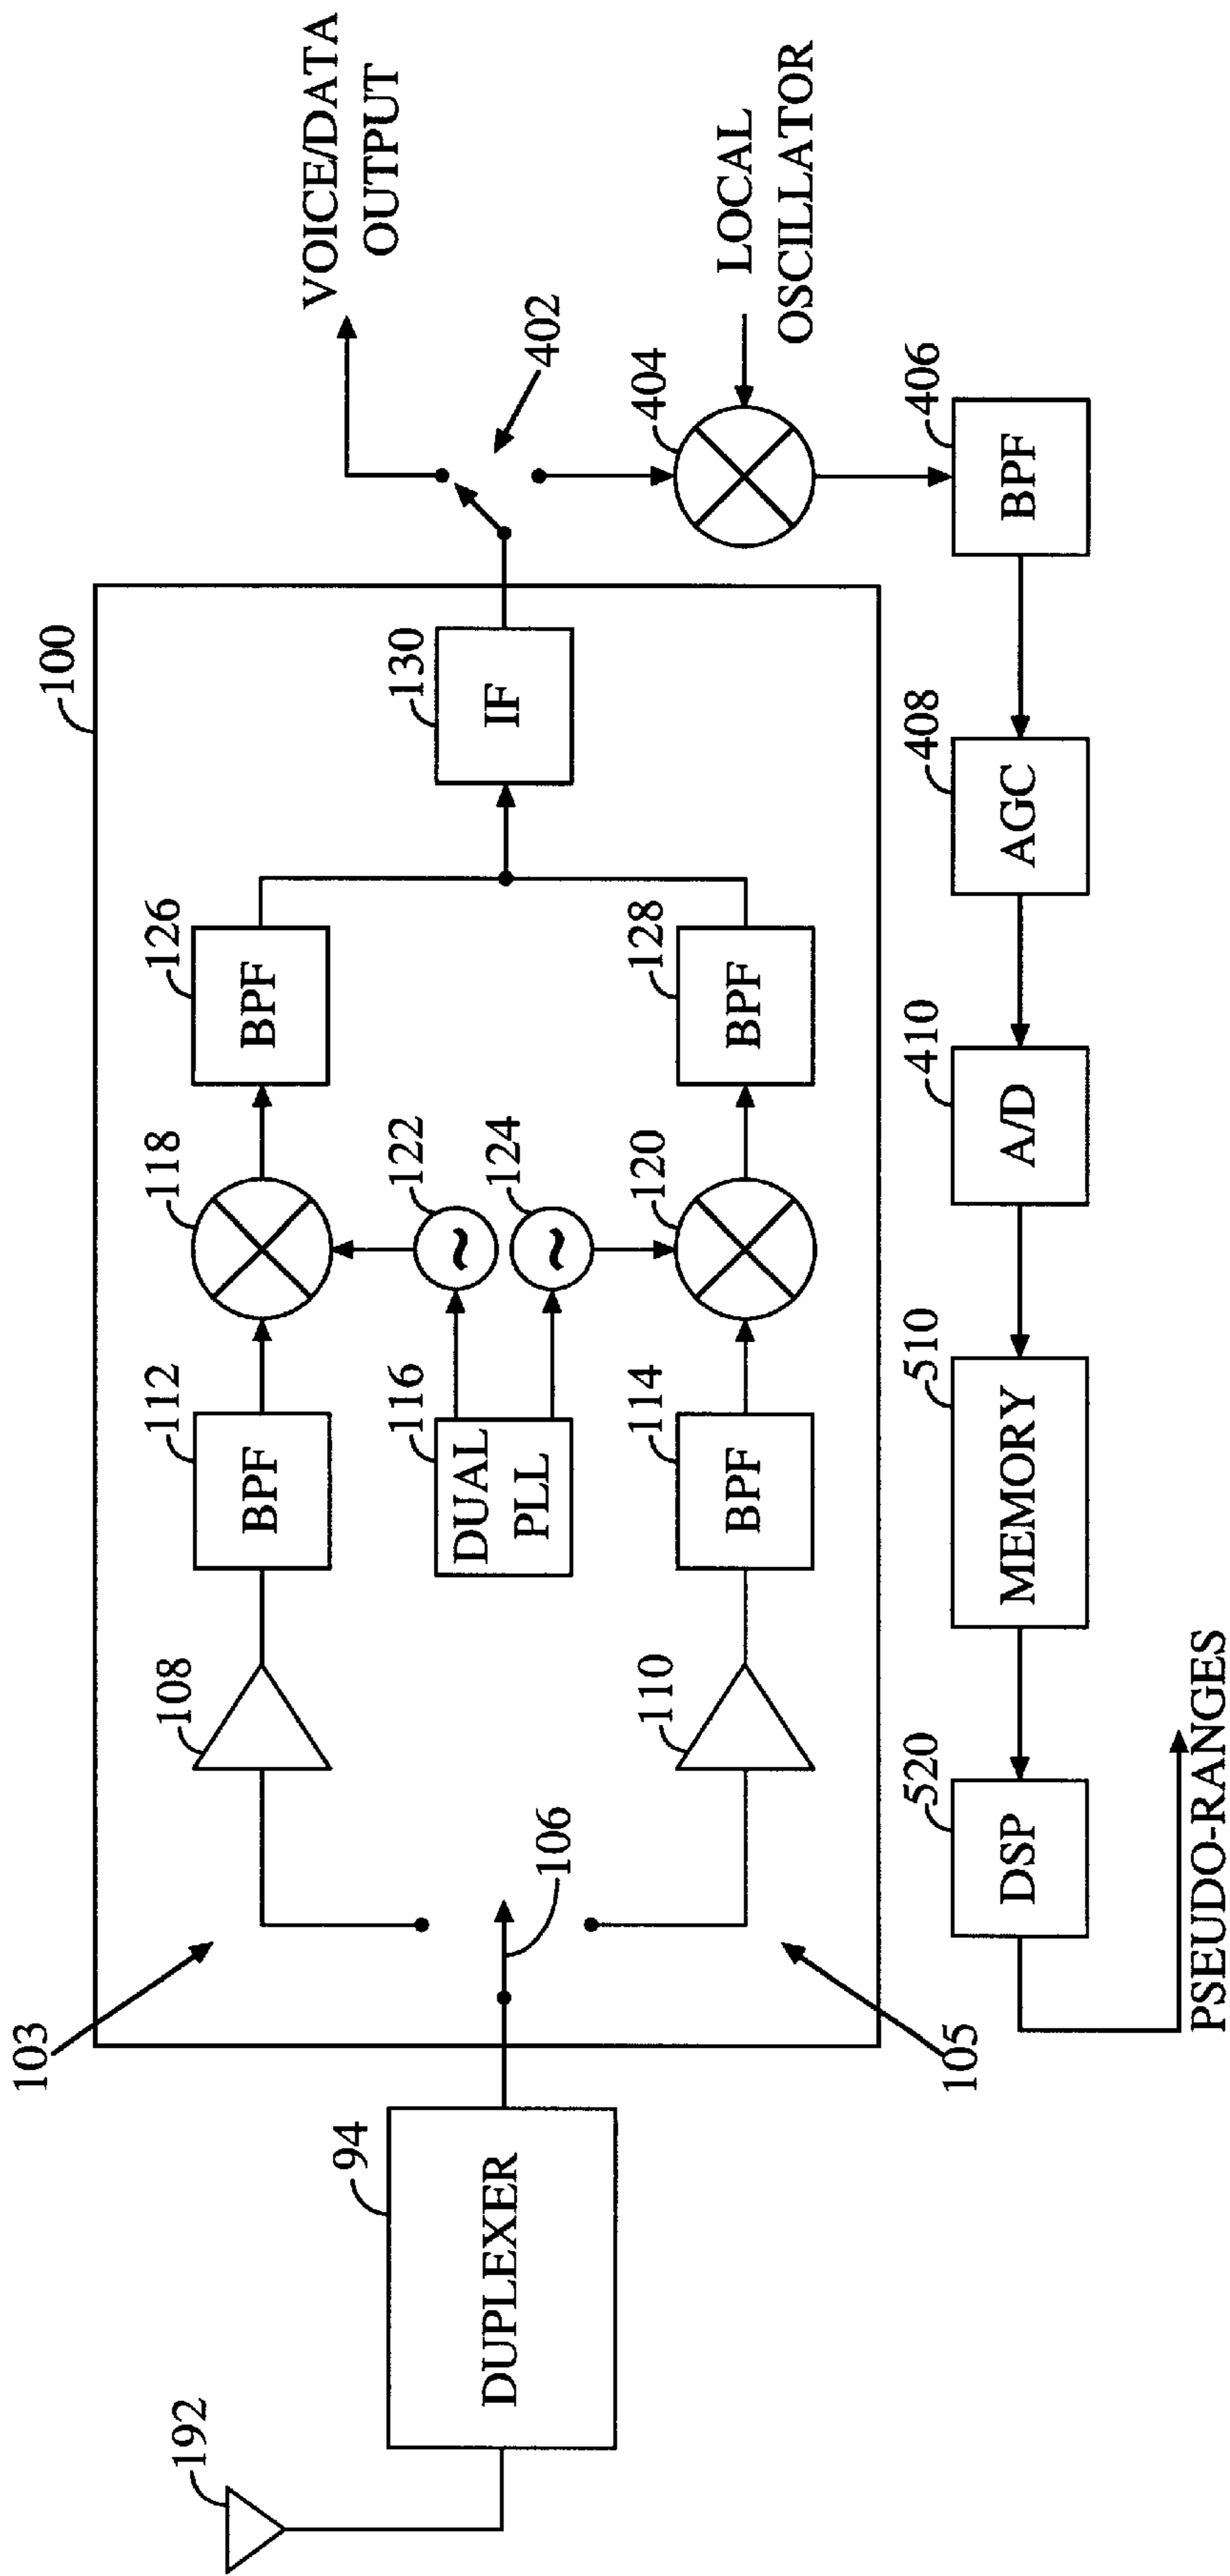 VOICE/DATA
OUTPUT
100
402
130
IF
103
108
112
BPF
118
126
BPF
122
~
116
DUAL
PLL
124
~
106
192
94
DUPLEXER
110
114
BPF
120
128
BPF
105
404
LOCAL
OSCILLATOR
406
BPF
408
AGC
410
A/D
510
MEMORY
520
DSP
PSEUDO-RANGES